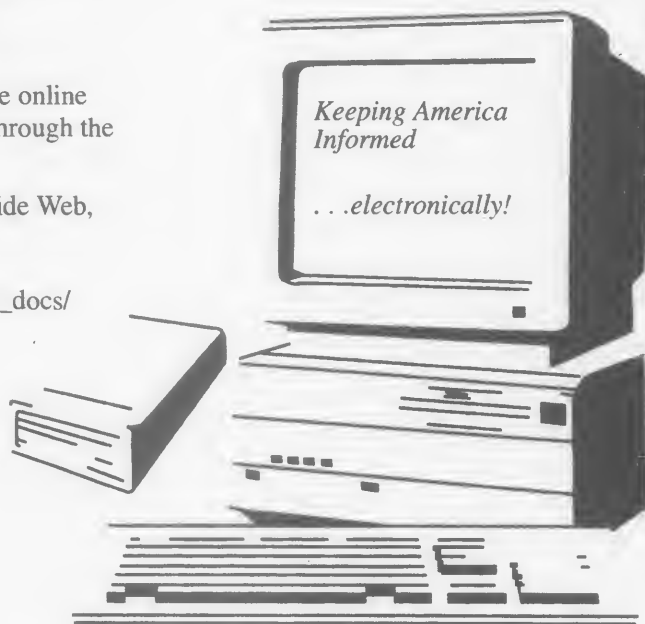 e online
hrough the
ide Web,
_docs/
Keeping America
Informed
. . .electronically!